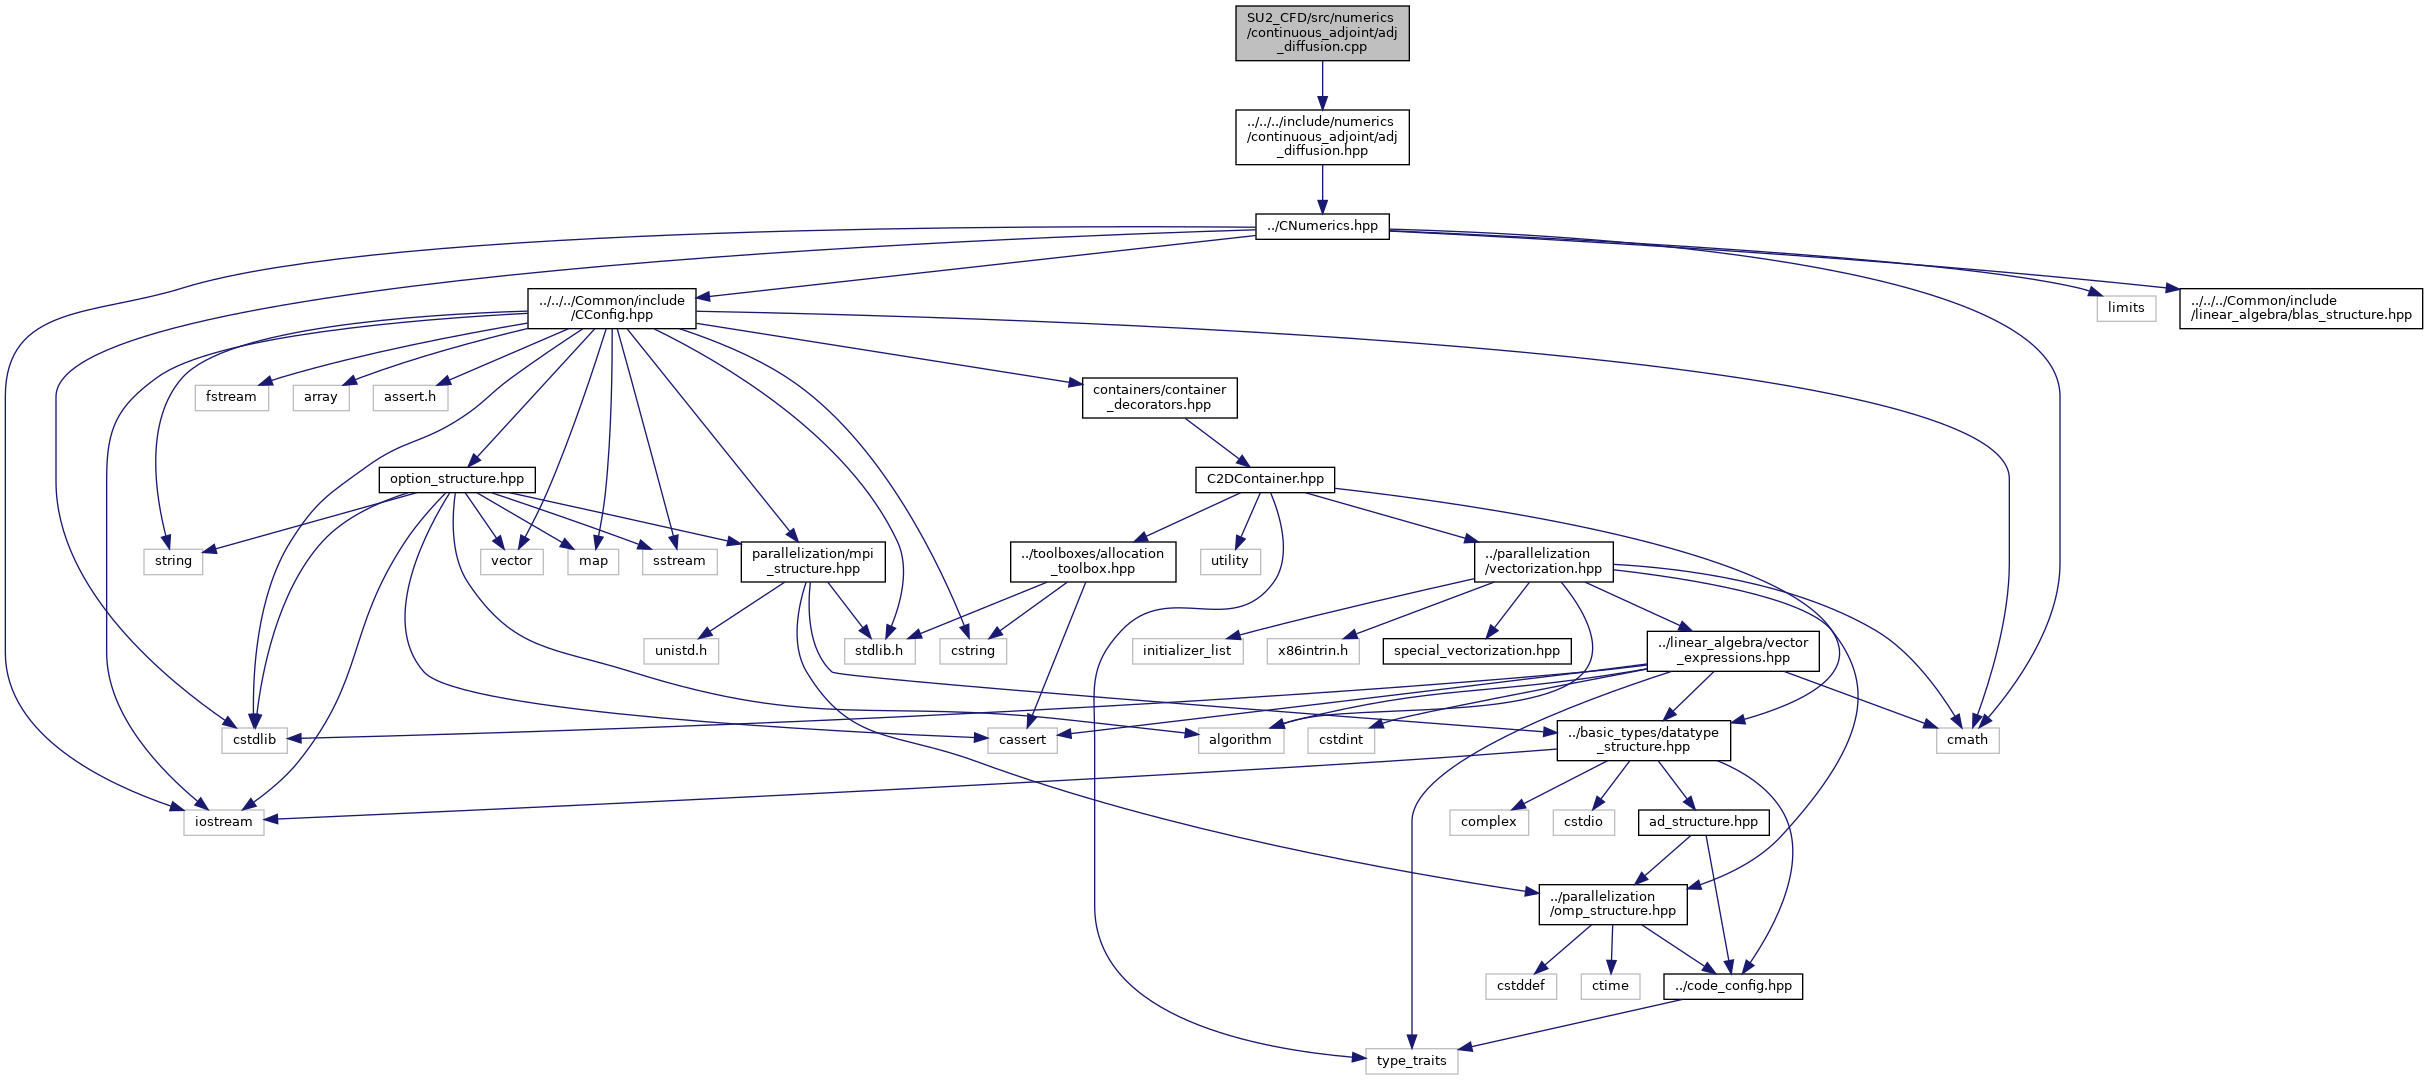 SU2_CFD/src/numerics
/continuous_adjoint/adj
_diffusion.cpp
../../../include/numerics
/continuous_adjoint/adj
_diffusion.hpp
../CNumerics.hpp
../../../Common/include
/CConfig.hpp
limits
../../../Common/include
/linear_algebra/blas_structure.hpp
fstream
array
assert.h
containers/container
_decorators.hpp
option_structure.hpp
C2DContainer.hpp
string
vector
map
sstream
parallelization/mpi
_structure.hpp
../toolboxes/allocation
_toolbox.hpp
utility
../parallelization
/vectorization.hpp
unistd.h
stdlib.h
cstring
initializer_list
x86intrin.h
special_vectorization.hpp
../linear_algebra/vector
_expressions.hpp
cstdlib
cassert
algorithm
cstdint
../basic_types/datatype
_structure.hpp
cmath
iostream
complex
cstdio
ad_structure.hpp
../parallelization
/omp_structure.hpp
cstddef
ctime
../code_config.hpp
type_traits